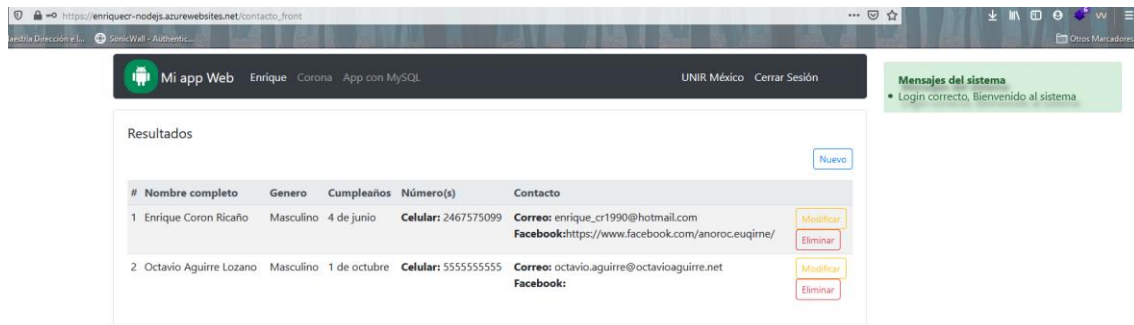 https://enriquecr-nodejs.azurewebsites.net/contacto_front
aestría Dirección e I... SonicWall - Authentic... Otros Marcadores
Mi app Web Enrique Corona App con MySQL UNIR México Cerrar Sesión
Mensajes del sistema
Login correcto, Bienvenido al sistema
Resultados
Nuevo
# Nombre completo Genero Cumpleaños Número(s) Contacto
1 Enrique Coron Ricaño Masculino 4 de junio Celular: 2467575099 Correo: enrique_cr1990@hotmail.com Modificar
Facebook:https://www.facebook.com/anoroc.euqirne/ Eliminar
2 Octavio Aguirre Lozano Masculino 1 de octubre Celular: 5555555555 Correo: octavio.aguirre@octavioaguirre.net Modificar
Facebook: Eliminar